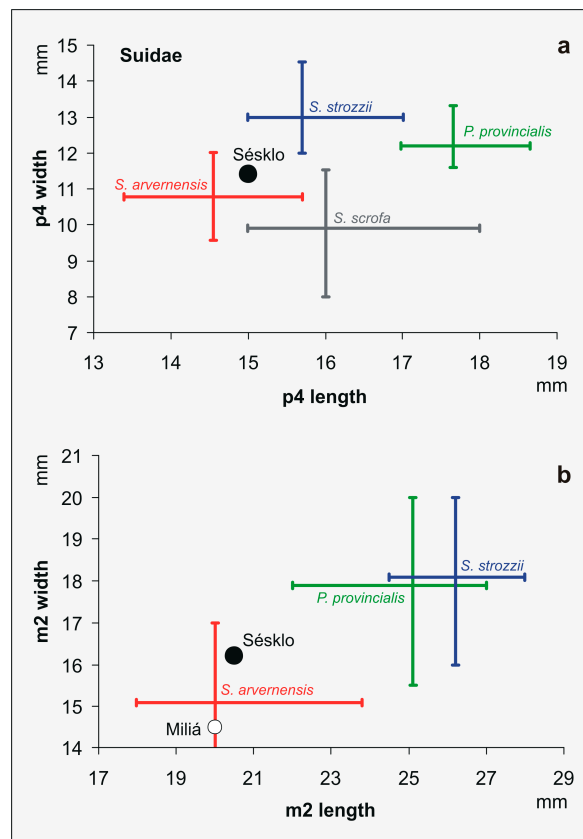 Suidae
a
mm
15
14
13
12
11
10
9
8
7
p4 width
S. strozzii
P. provincialis
Sésklo
S. arvernensis
S. scrofa
13 14 15 16 17 18 19
p4 length
mm
b
mm
21
20
19
18
17
16
15
14
m2 width
S. strozzii
P. provincialis
Sésklo
S. arvernensis
Miliá
17 19 21 23 25 27 29
m2 length
mm